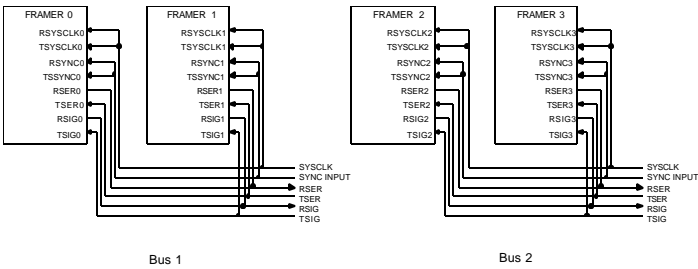 FRAMER 0
RSYSCLK0
TSYSCLK0
RSYNC0
TSSYNC0
RSER0
TSER0
RSIG0
TSIG0
FRAMER 1
RSYSCLK1
TSYSCLK1
RSYNC1
TSSYNC1
RSER1
TSER1
RSIG1
TSIG1
SYSCLK
SYNC INPUT
RSER
TSER
RSIG
TSIG
Bus 1
FRAMER 2
RSYSCLK2
TSYSCLK2
RSYNC2
TSSYNC2
RSER2
TSER2
RSIG2
TSIG2
FRAMER 3
RSYSCLK3
TSYSCLK3
RSYNC3
TSSYNC3
RSER3
TSER3
RSIG3
TSIG3
SYSCLK
SYNC INPUT
RSER
TSER
RSIG
TSIG
Bus 2